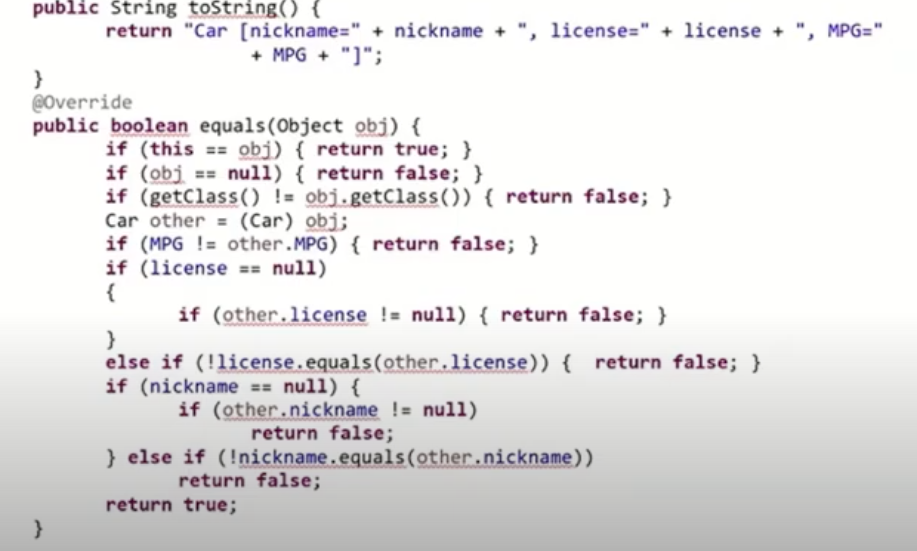 public String toString() {
return "Car [nickname=" + nickname + ", license=" + license + ", MPG="
+ MPG + "]";
}
@Override
public boolean equals(Object obj) {
if (this == obj) { return true; }
if (obj == null) { return false; }
if (getClass() != obj.getClass()) { return false; }
Car other = (Car) obj;
if (MPG != other.MPG) { return false; }
if (license == null)
{
if (other.license != null) { return false; }
}
else if (!license.equals(other.license)) {  return false; }
if (nickname == null) {
if (other.nickname != null)
return false;
} else if (!nickname.equals(other.nickname))
return false;
return true;
}